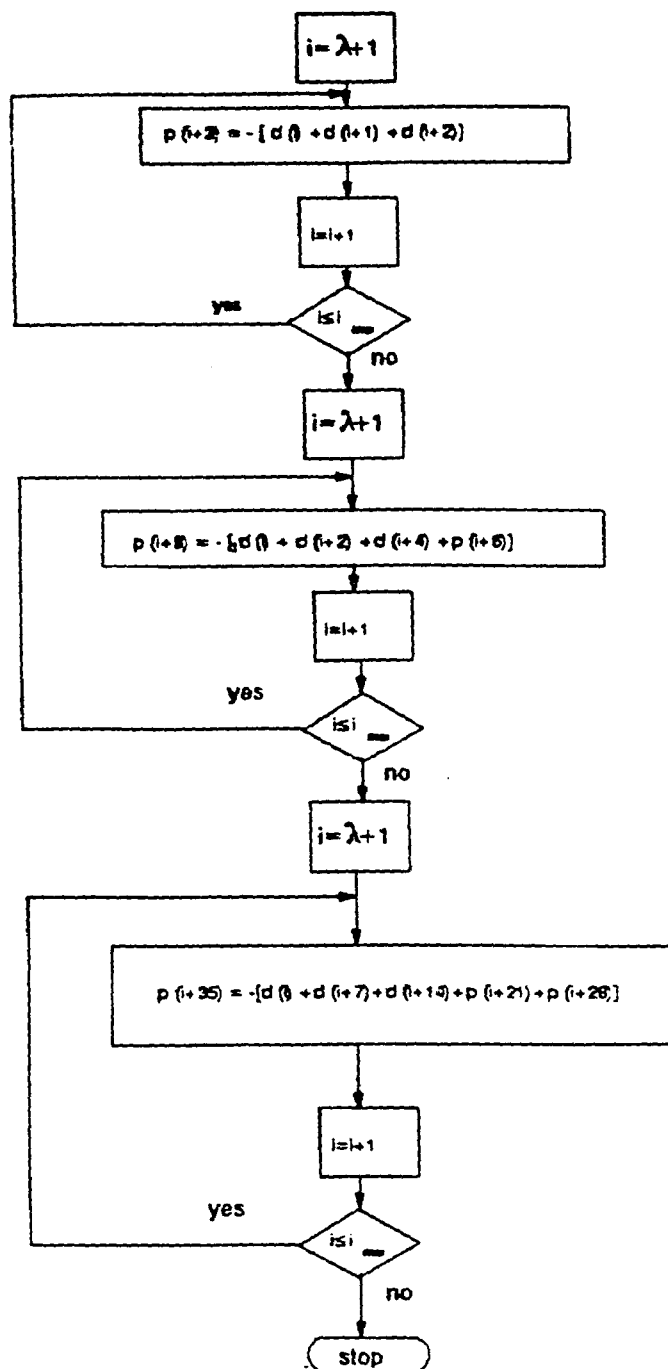 i=λ+1
p(i+2) = -[d(i) +d(i+1) +d(i+2)]
i=i+1
yes
i≤i
no
i=λ+1
d(i) + d(i+2) +d(i+4) +p(i+6)]
i=i+1
yes
i≤i
no
i=λ+1
p(i+35) = -[d(i) +d(i+7)+d(i+14)+p(i+21)+p(i+28)]
i=i+1
yes
i≤i
no
stop